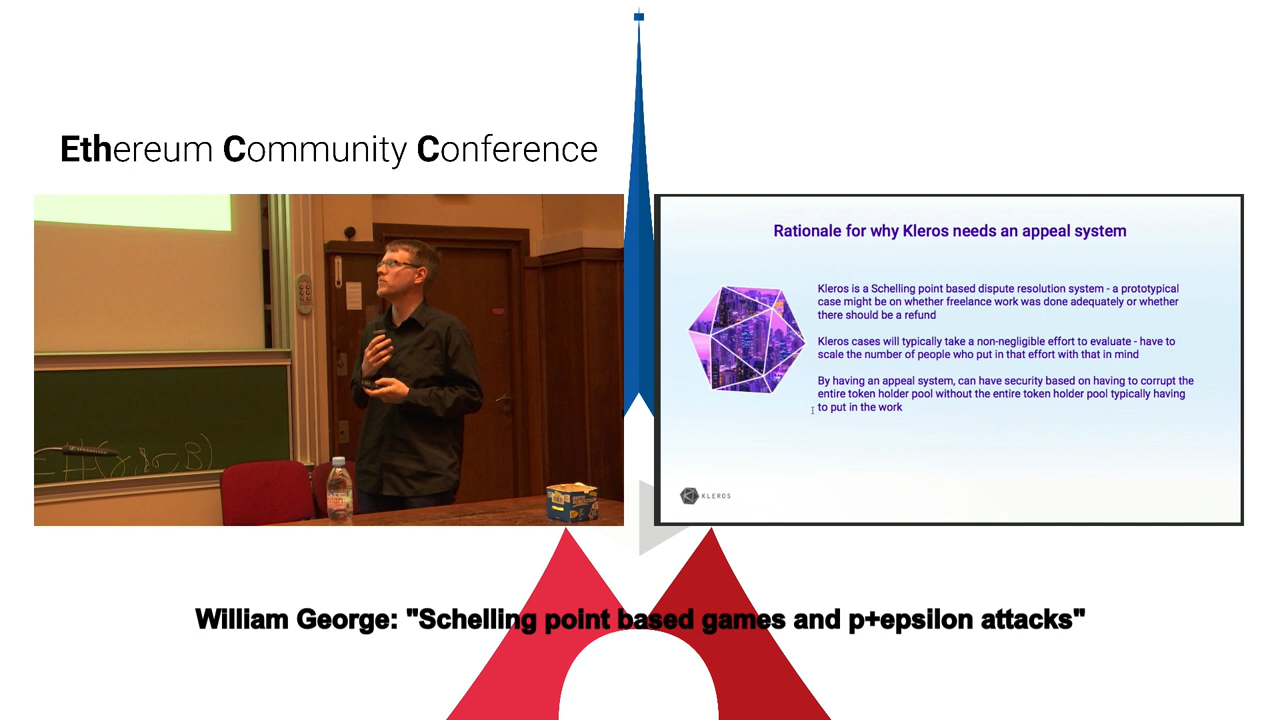 Ethereum Community Conference
Rationale for why Kleros needs an appeal system
Kleros is a Schelling point based dispute resolution system - a prototypical
case might be on whether freelance work was done adequately or whether
there should be a refund
Kleros cases will typically take a non-negligible effort to evaluate - have to
scale the number of people who put in that effort with that in mind
By having an appeal system, can have security based on having to corrupt the
entire token holder pool without the entire token holder pool typically having
to put in the work
KLEROS
William George: "Schelling point based games and p+epsilon attacks"